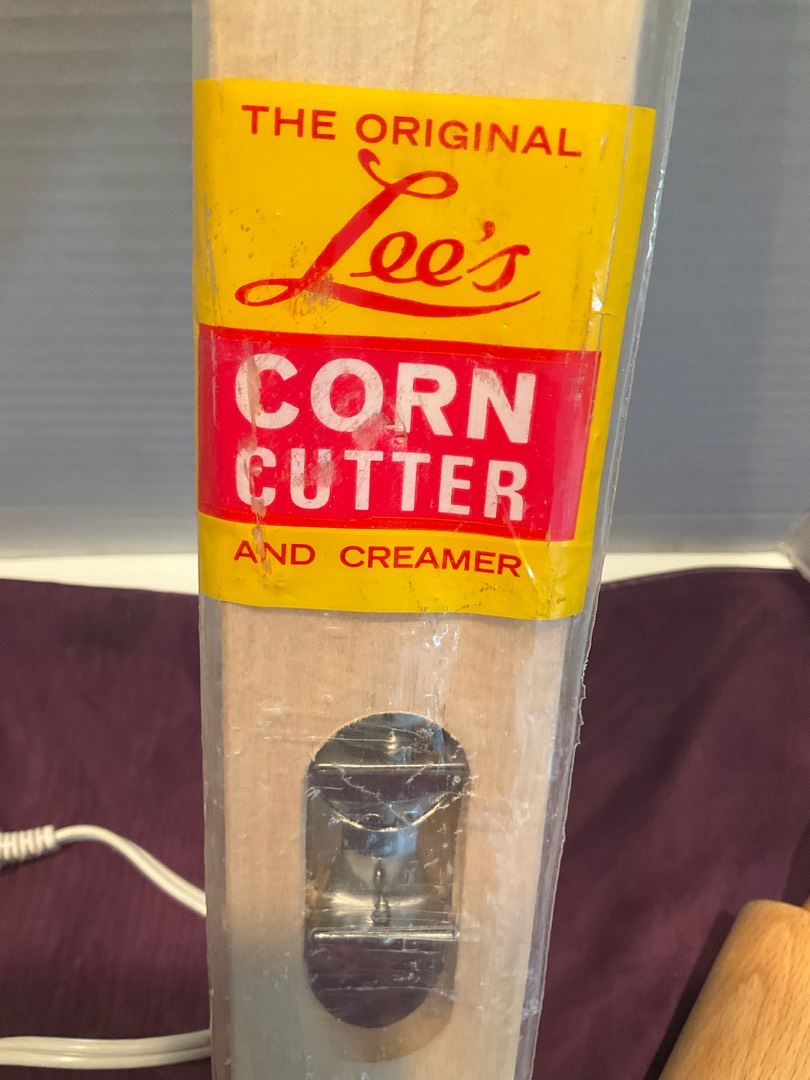 THE ORIGINAL
Lee's
CORN
CUTTER
AND CREAMER